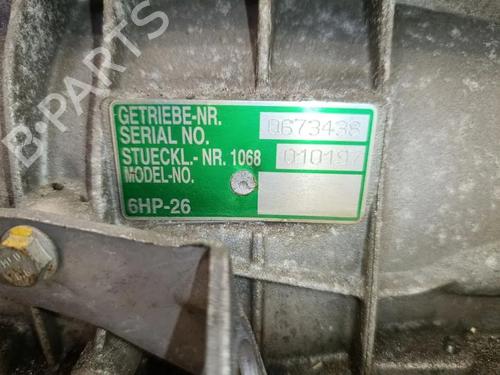 B-PARTS
GETRIEBE-NR. 0673438
SERIAL NO.
STUECKL.- NR. 1068 010197
MODEL-NO.
6HP-26